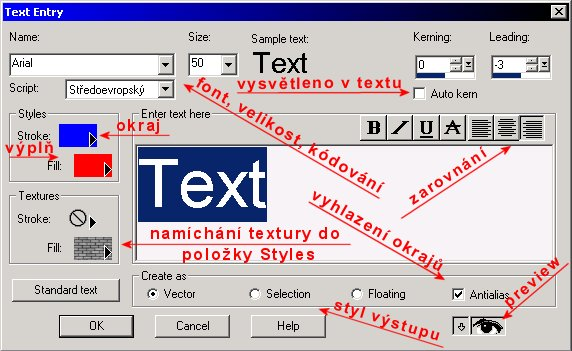 Text Entry
Name:
Size:
Sample text:
Kerning:
Leading:
Arial
50
Text
0
-3
Script:
Středoevropský
vysvětleno v textu
Auto kern
font, velikost, kódování
Styles
Stroke:
okraj
výplň
Fill:
Enter text here
B I U A
Text
zarovnání
Textures
Stroke:
Fill:
namíchání textury do
položky Styles
vyhlazení okrajů
Create as
Vector
Selection
Floating
Antialias
Standard text
OK
Cancel
Help
styl výstupu
preview